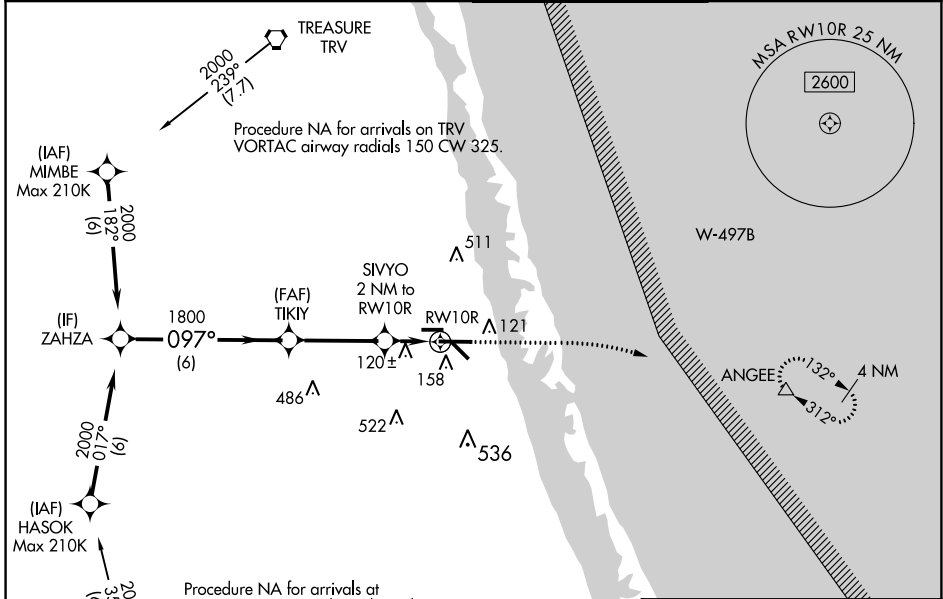 TREASURE
TRV
2000
239°
(7.7)
MSA RW10R 25 NM
2600
Procedure NA for arrivals on TRV
VORTAC airway radials 150 CW 325.
(IAF)
MIMBE
Max 210K
2000
182°
(6)
W-497B
511
SIVYO
2 NM to
RW10R
(FAF)
TIKIY
(IF)
ZAHZA
1800
097°
(6)
RW10R
121
120±
158
486
522
536
ANGEE
132°
4 NM
312°
2000
017°
(6)
(IAF)
HASOK
Max 210K
Procedure NA for arrivals at